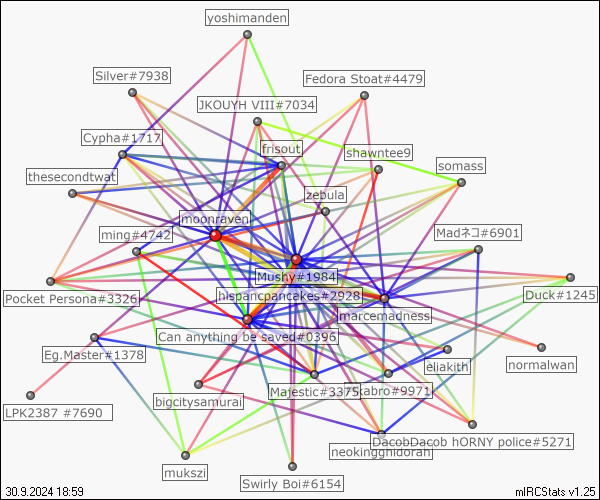 yoshimanden
Silver#7938
Fedora Stoat#4479
JKOUYH VIII#7034
Cypha#1717
frisout
shawntee9
somass
thesecondtwat
zebula
moonraven
ming#4742
Madネコ#6901
Mushy#1984
Pocket Persona#3326
hispancpancakes#2928
Duck#1245
marcemadness
Can anything be saved#0396
Eg.Master#1378
eliakith
normalwan
Majestic#3375
kabro#9971
bigcitysamurai
LPK2387 #7690
DacobDacob hORNY police#5271
neokingghidorah
mukszi
Swirly Boi#6154
30.9.2024 18:59
mIRCStats v1.25